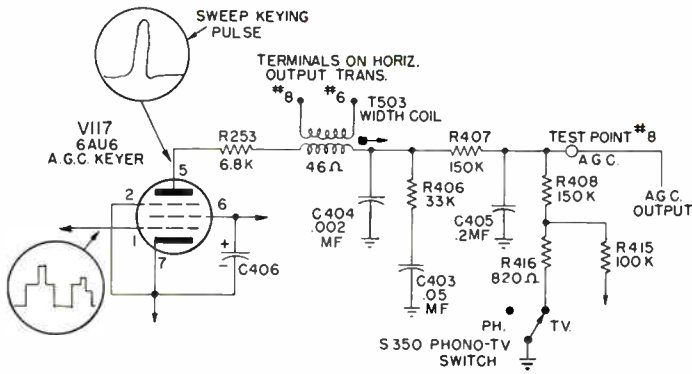 SWEEP KEYING
PULSE
TERMINALS ON HORIZ.
OUTPUT TRANS.
#8
#6
T503
WIDTH COIL
V117
6AU6
A.G.C. KEYER
5
R253
6.8K
46Ω
R407
150K
TEST POINT #8
A.G.C.
2
6
1
7
+
−
C406
C404
.002
MF
R406
33K
C403
.05
MF
C405
.2MF
R408
150K
A.G.C.
OUTPUT
R416
820Ω
R415
100K
PH.
TV.
S350 PHONO-TV
SWITCH